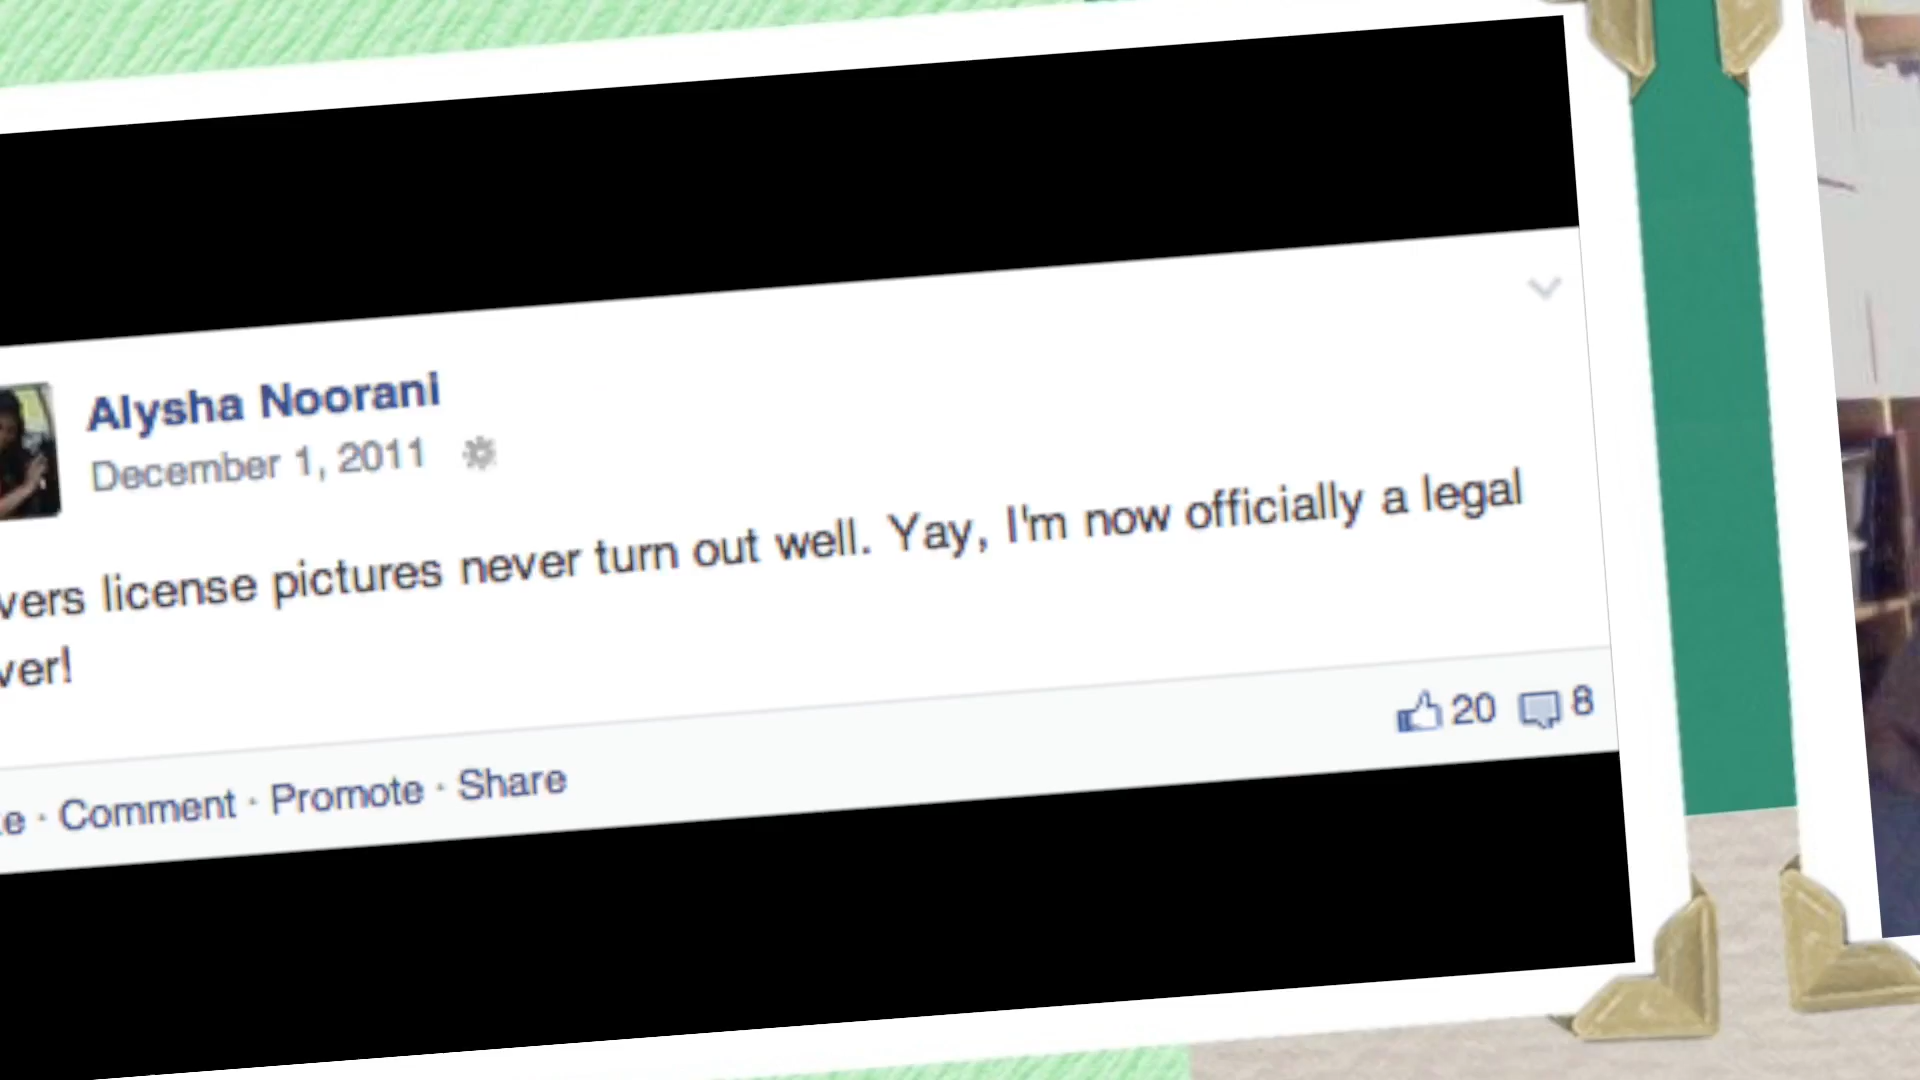 Alysha Noorani
December 1, 2011
vers license pictures never turn out well. Yay, I'm now officially a legal
ver!
20 8
e · Comment · Promote · Share